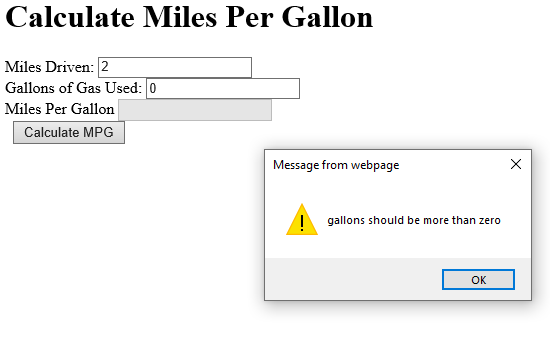 Calculate Miles Per Gallon
Miles Driven: 2
Gallons of Gas Used: 0
Miles Per Gallon
Calculate MPG
Message from webpage
gallons should be more than zero
OK